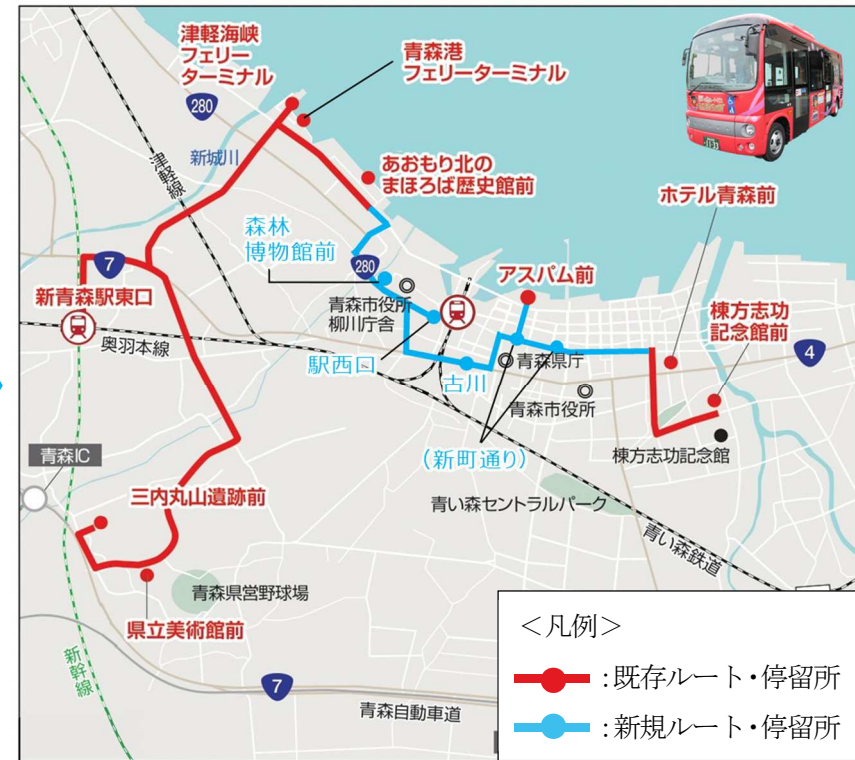 津軽海峡
フェリー
ターミナル
青森港
フェリーターミナル
280
新城川
津軽線
あおもり北の
まほろば歴史館前
ホテル青森前
森林
博物館前
280
アスパム前
7
新青森駅東口
青森市役所
柳川庁舎
棟方志功
記念館前
奥羽本線
駅西口
古川
青森県庁
4
青森市役所
(新町通り)
棟方志功記念館
青森IC
三内丸山遺跡前
青い森セントラルパーク
青い森鉄道
青森県営野球場
県立美術館前
新幹線
7
青森自動車道
<凡例>
:既存ルート・停留所
:新規ルート・停留所